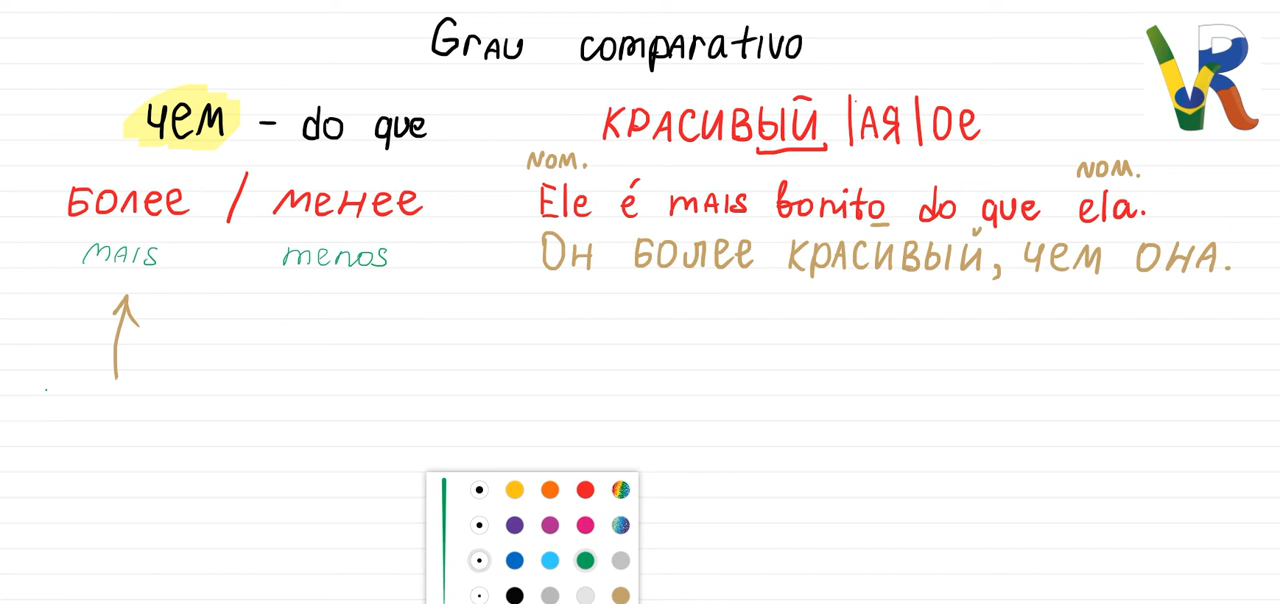 Grau comparativo
чем - do que
КРАСИВЫЙ |АЯ|ОЕ
БОЛЕЕ / МЕНЕЕ
MAIS menos
NOM. NOM.
Ele é MAIS bonito do que ela.
Он БОЛЕЕ КРАСИВЫЙ, ЧЕМ ОНА.
VR